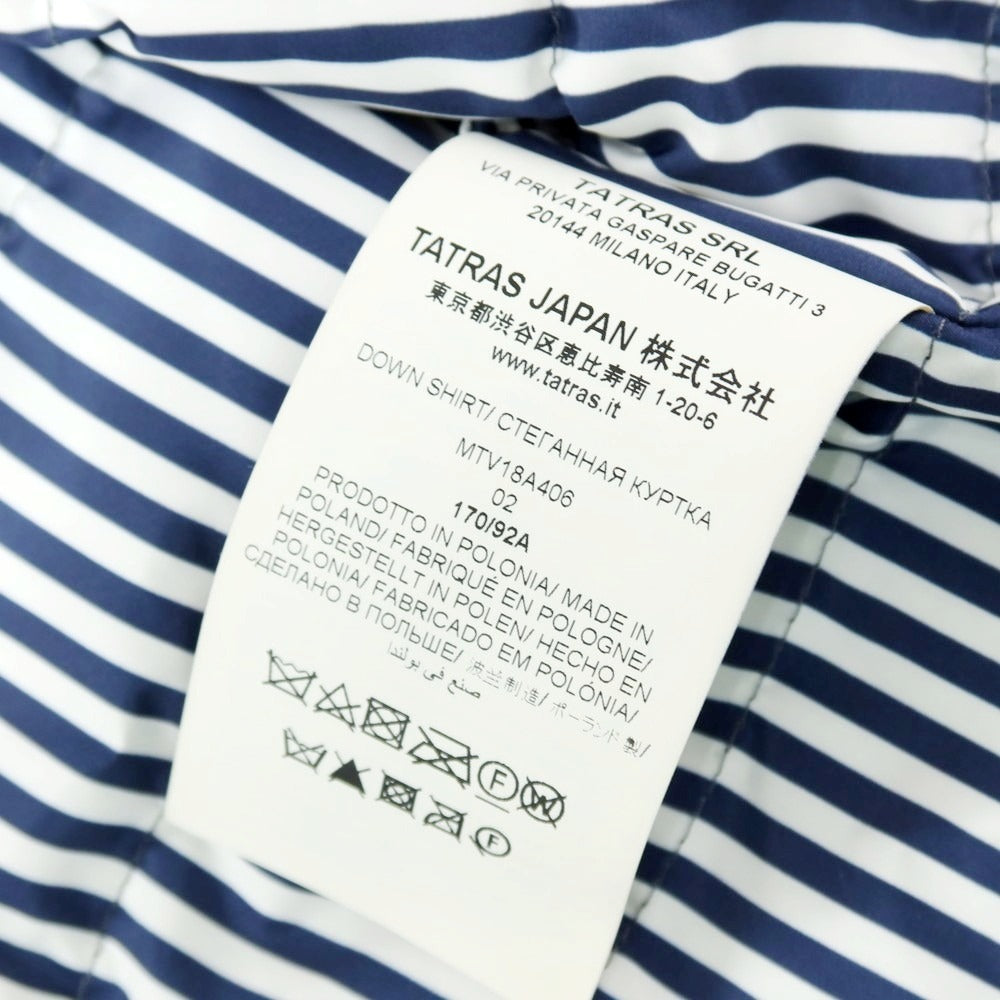 TATRAS SRL
VIA PRIVATA GASPARE BUGATTI 3
20144 MILANO ITALY
TATRAS JAPAN 株式会社
東京都渋谷区恵比寿南 1-20-6
www.tatras.it
DOWN SHIRT/ СТЕГАННАЯ КУРТКА
MTV18A406
02
170/92A
PRODOTTO IN POLONIA/ MADE IN
POLAND/ FABRIQUÉ EN POLOGNE/
HERGESTELLT IN POLEN/ HECHO EN
POLONIA/ FABRICADO EM POLÓNIA/
СДЕЛАНО В ПОЛЬШЕ/ 波兰制造/ ポーランド製/
صنع في بولندا
F W
F